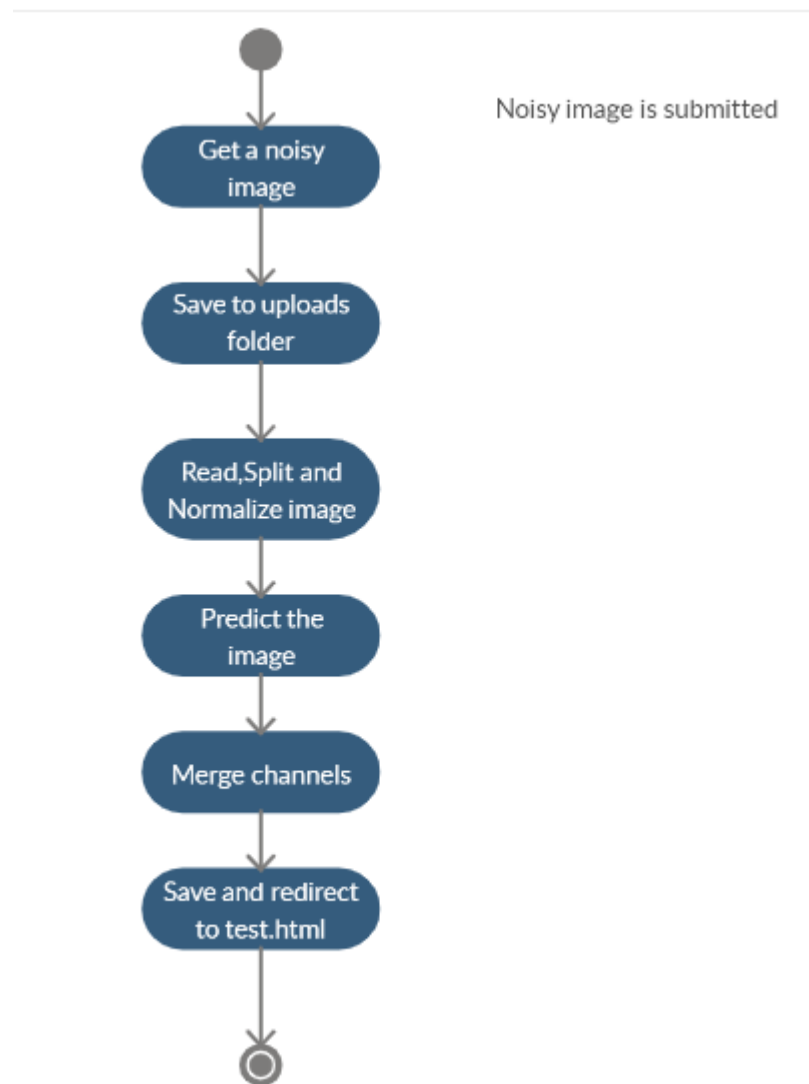 Noisy image is submitted
Get a noisy
image
Save to uploads
folder
Read,Split and
Normalize image
Predict the
image
Merge channels
Save and redirect
to test.html